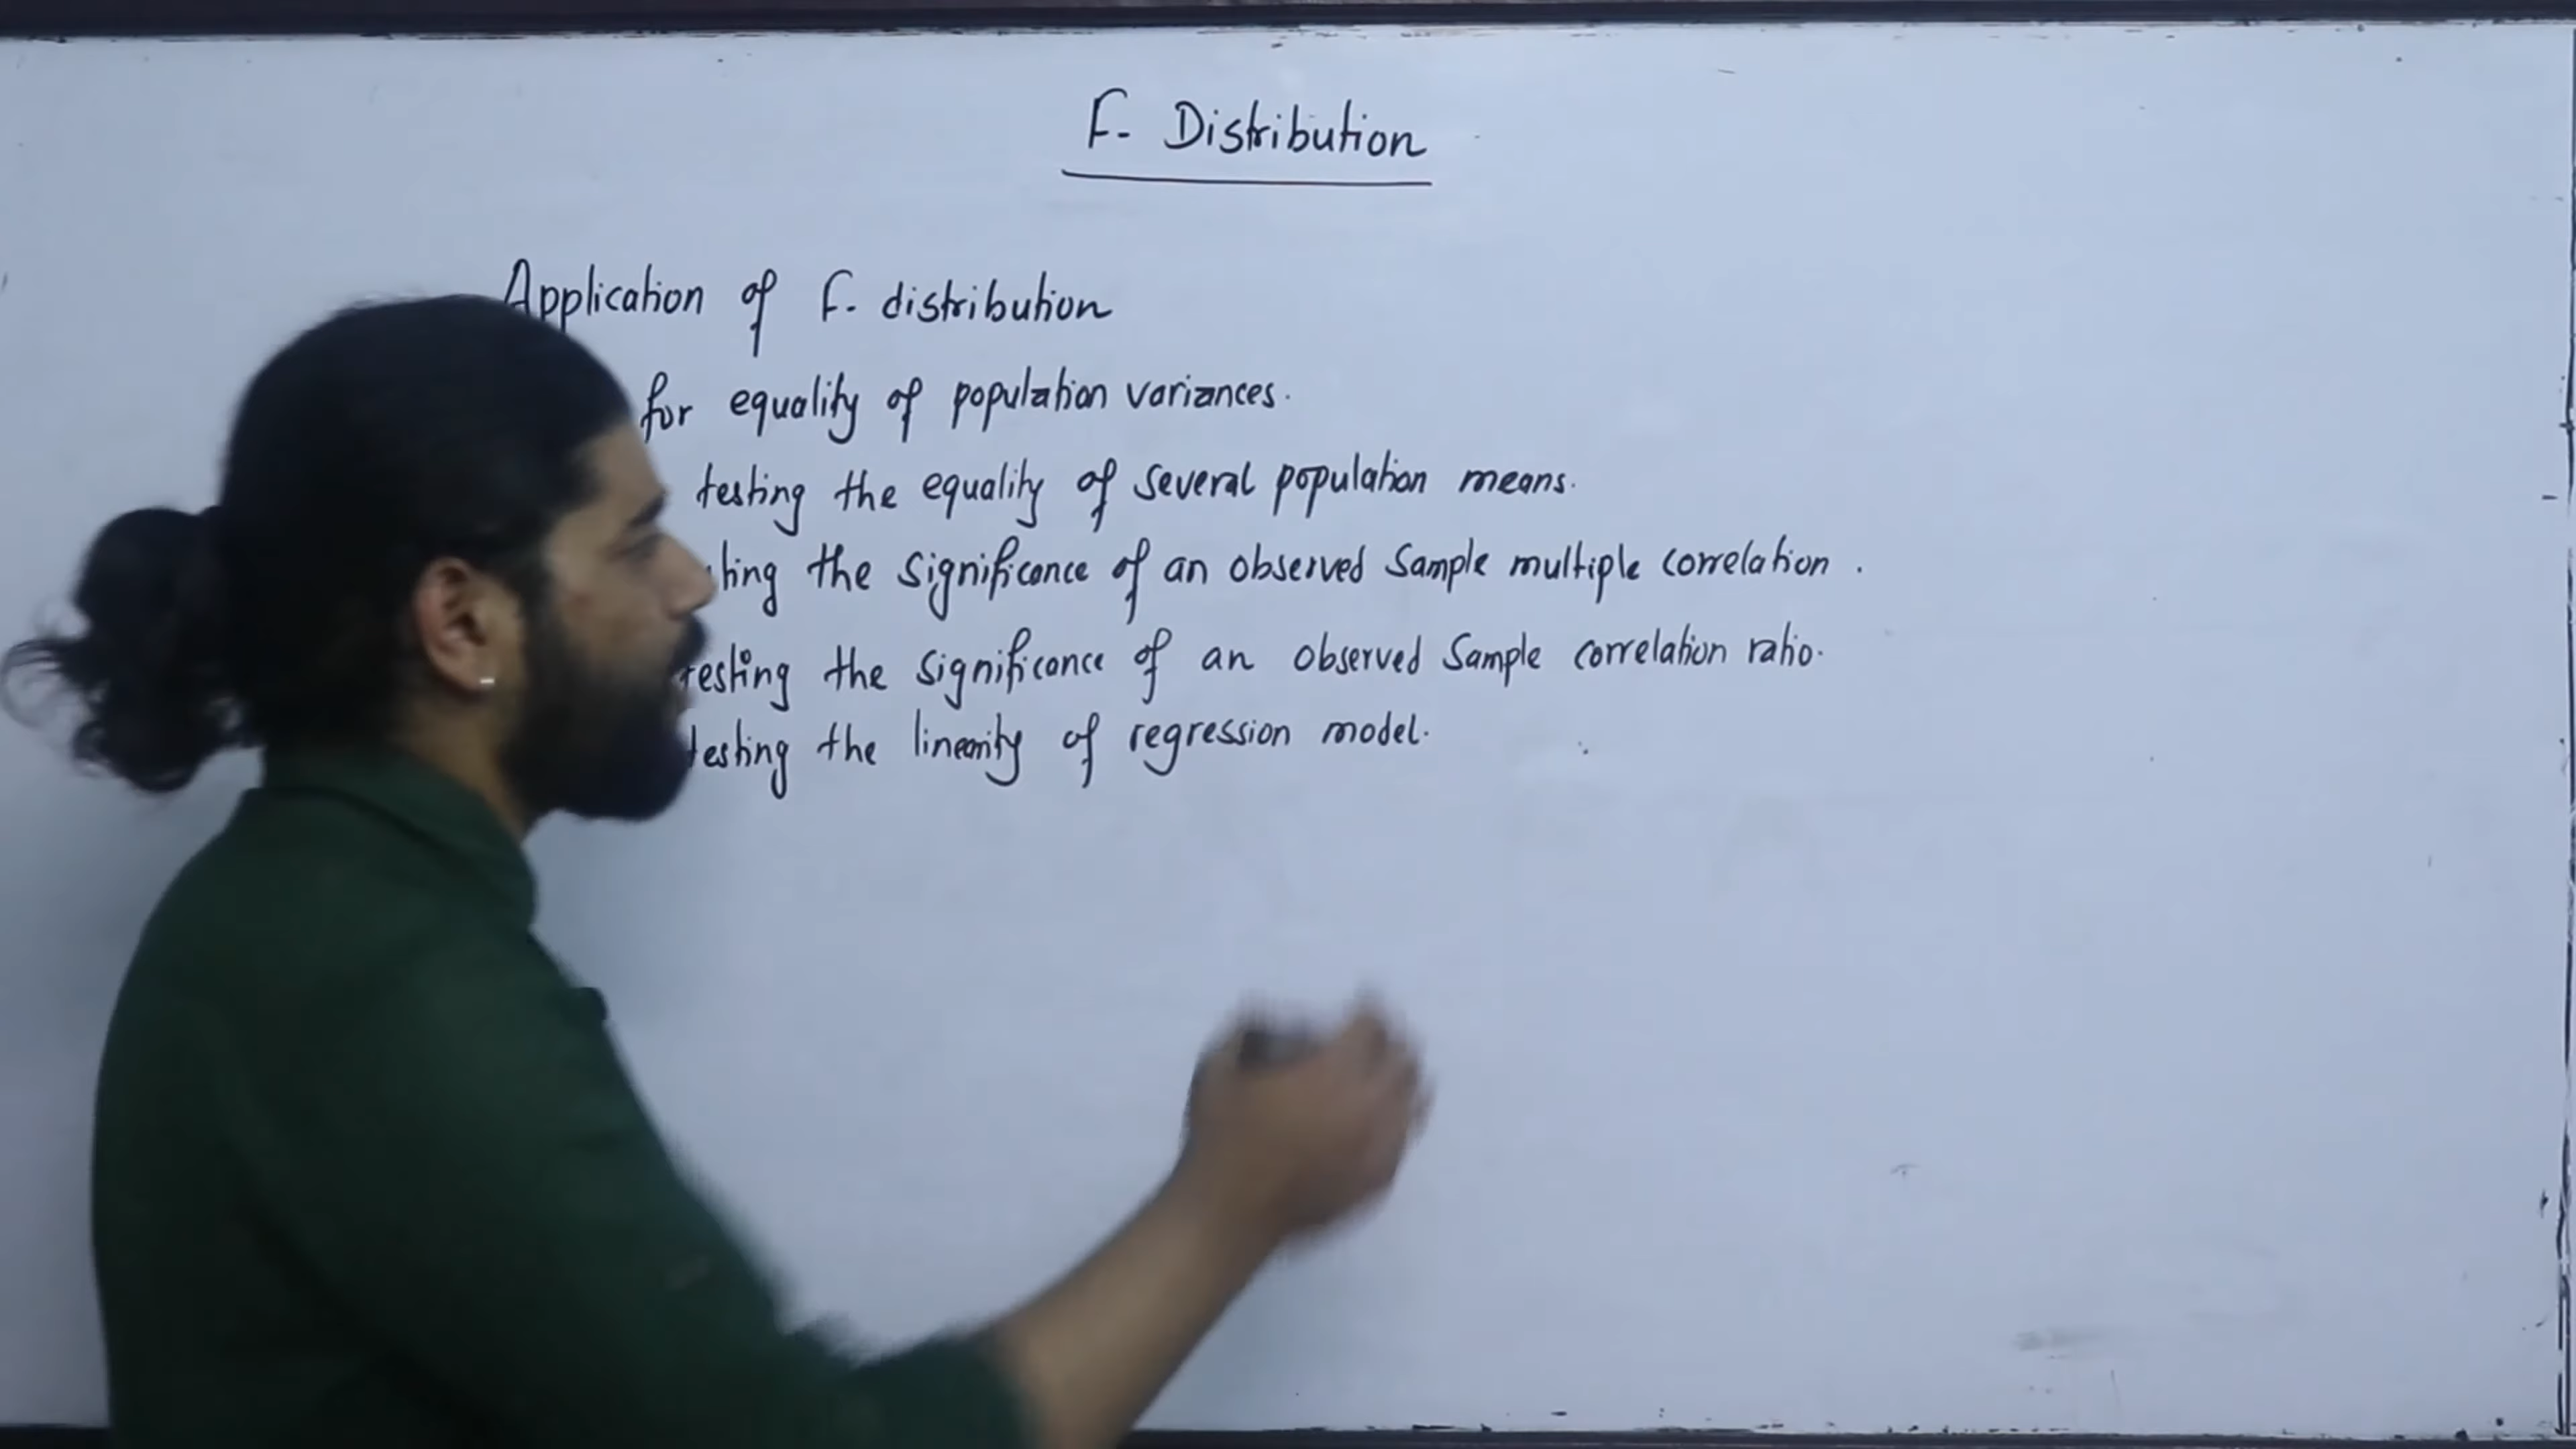 F- Distribution
Application of F- distribution
for equality of population variances.
testing the equality of several population means.
the significance of an observed Sample multiple correlation.
testing the significance of an observed Sample correlation ratio.
testing the linearity of regression model.